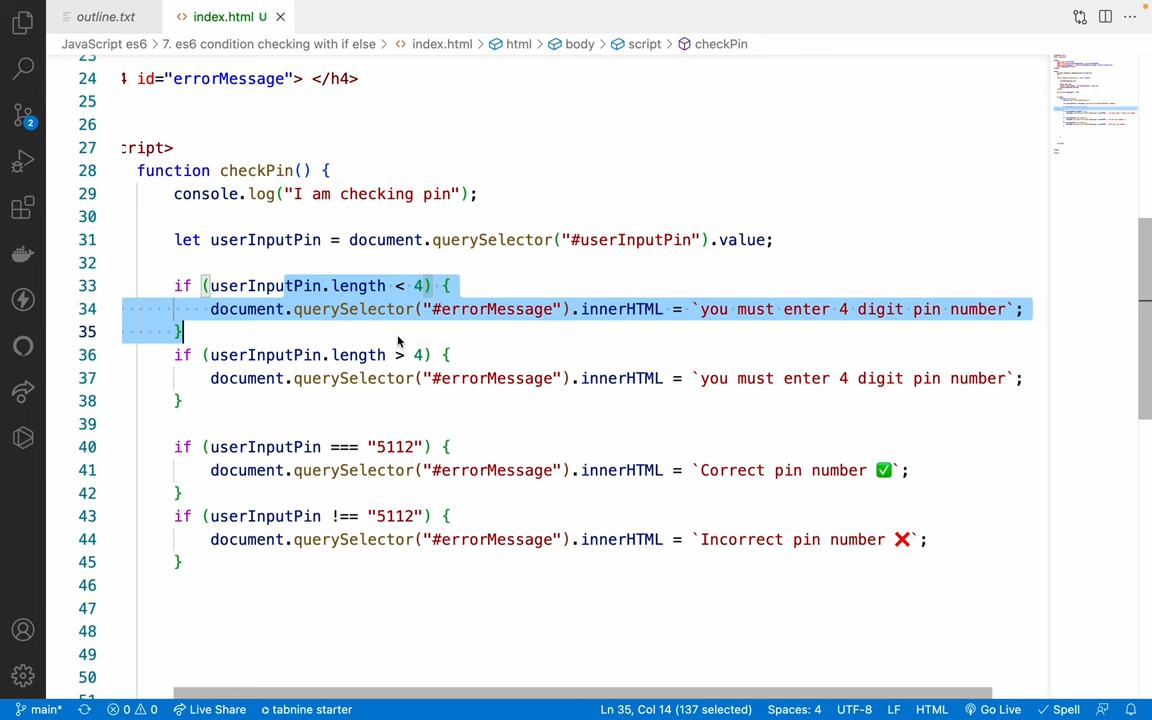 outline.txt
index.html U
JavaScript es6 > 7. es6 condition checking with if else > index.html > html > body > script > checkPin
23
24 id="errorMessage"> </h4>
25
26
27 cript>
28 function checkPin() {
29 console.log("I am checking pin");
30
31 let userInputPin = document.querySelector("#userInputPin").value;
32
33 if (userInputPin.length < 4) {
34 document.querySelector("#errorMessage").innerHTML = `you must enter 4 digit pin number`;
35 }
36 if (userInputPin.length > 4) {
37 document.querySelector("#errorMessage").innerHTML = `you must enter 4 digit pin number`;
38 }
39
40 if (userInputPin === "5112") {
41 document.querySelector("#errorMessage").innerHTML = `Correct pin number ✅`;
42 }
43 if (userInputPin !== "5112") {
44 document.querySelector("#errorMessage").innerHTML = `Incorrect pin number ❌`;
45 }
46
47
48
49
50
2
main* 0 0 Live Share tabnine starter Ln 35, Col 14 (137 selected) Spaces: 4 UTF-8 LF HTML Go Live Spell